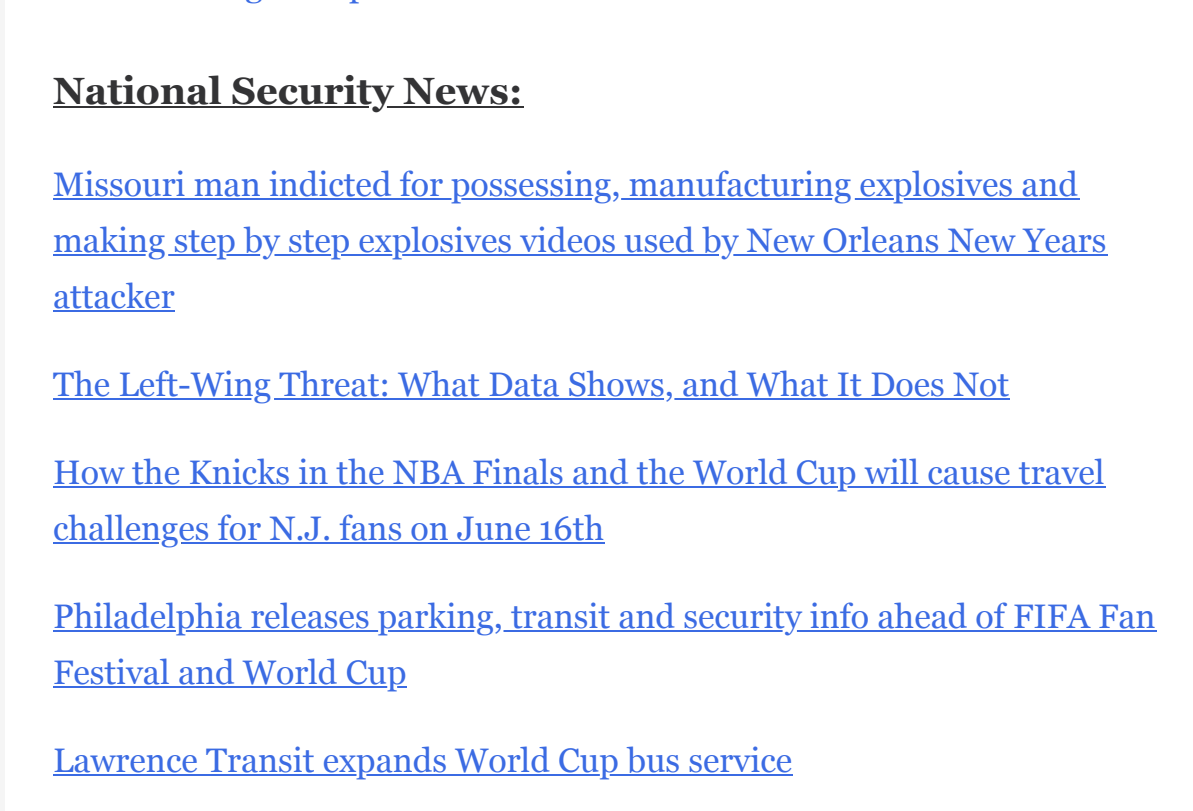 National Security News:
Missouri man indicted for possessing, manufacturing explosives and
making step by step explosives videos used by New Orleans New Years
attacker
The Left-Wing Threat: What Data Shows, and What It Does Not
How the Knicks in the NBA Finals and the World Cup will cause travel
challenges for N.J. fans on June 16th
Philadelphia releases parking, transit and security info ahead of FIFA Fan
Festival and World Cup
Lawrence Transit expands World Cup bus service